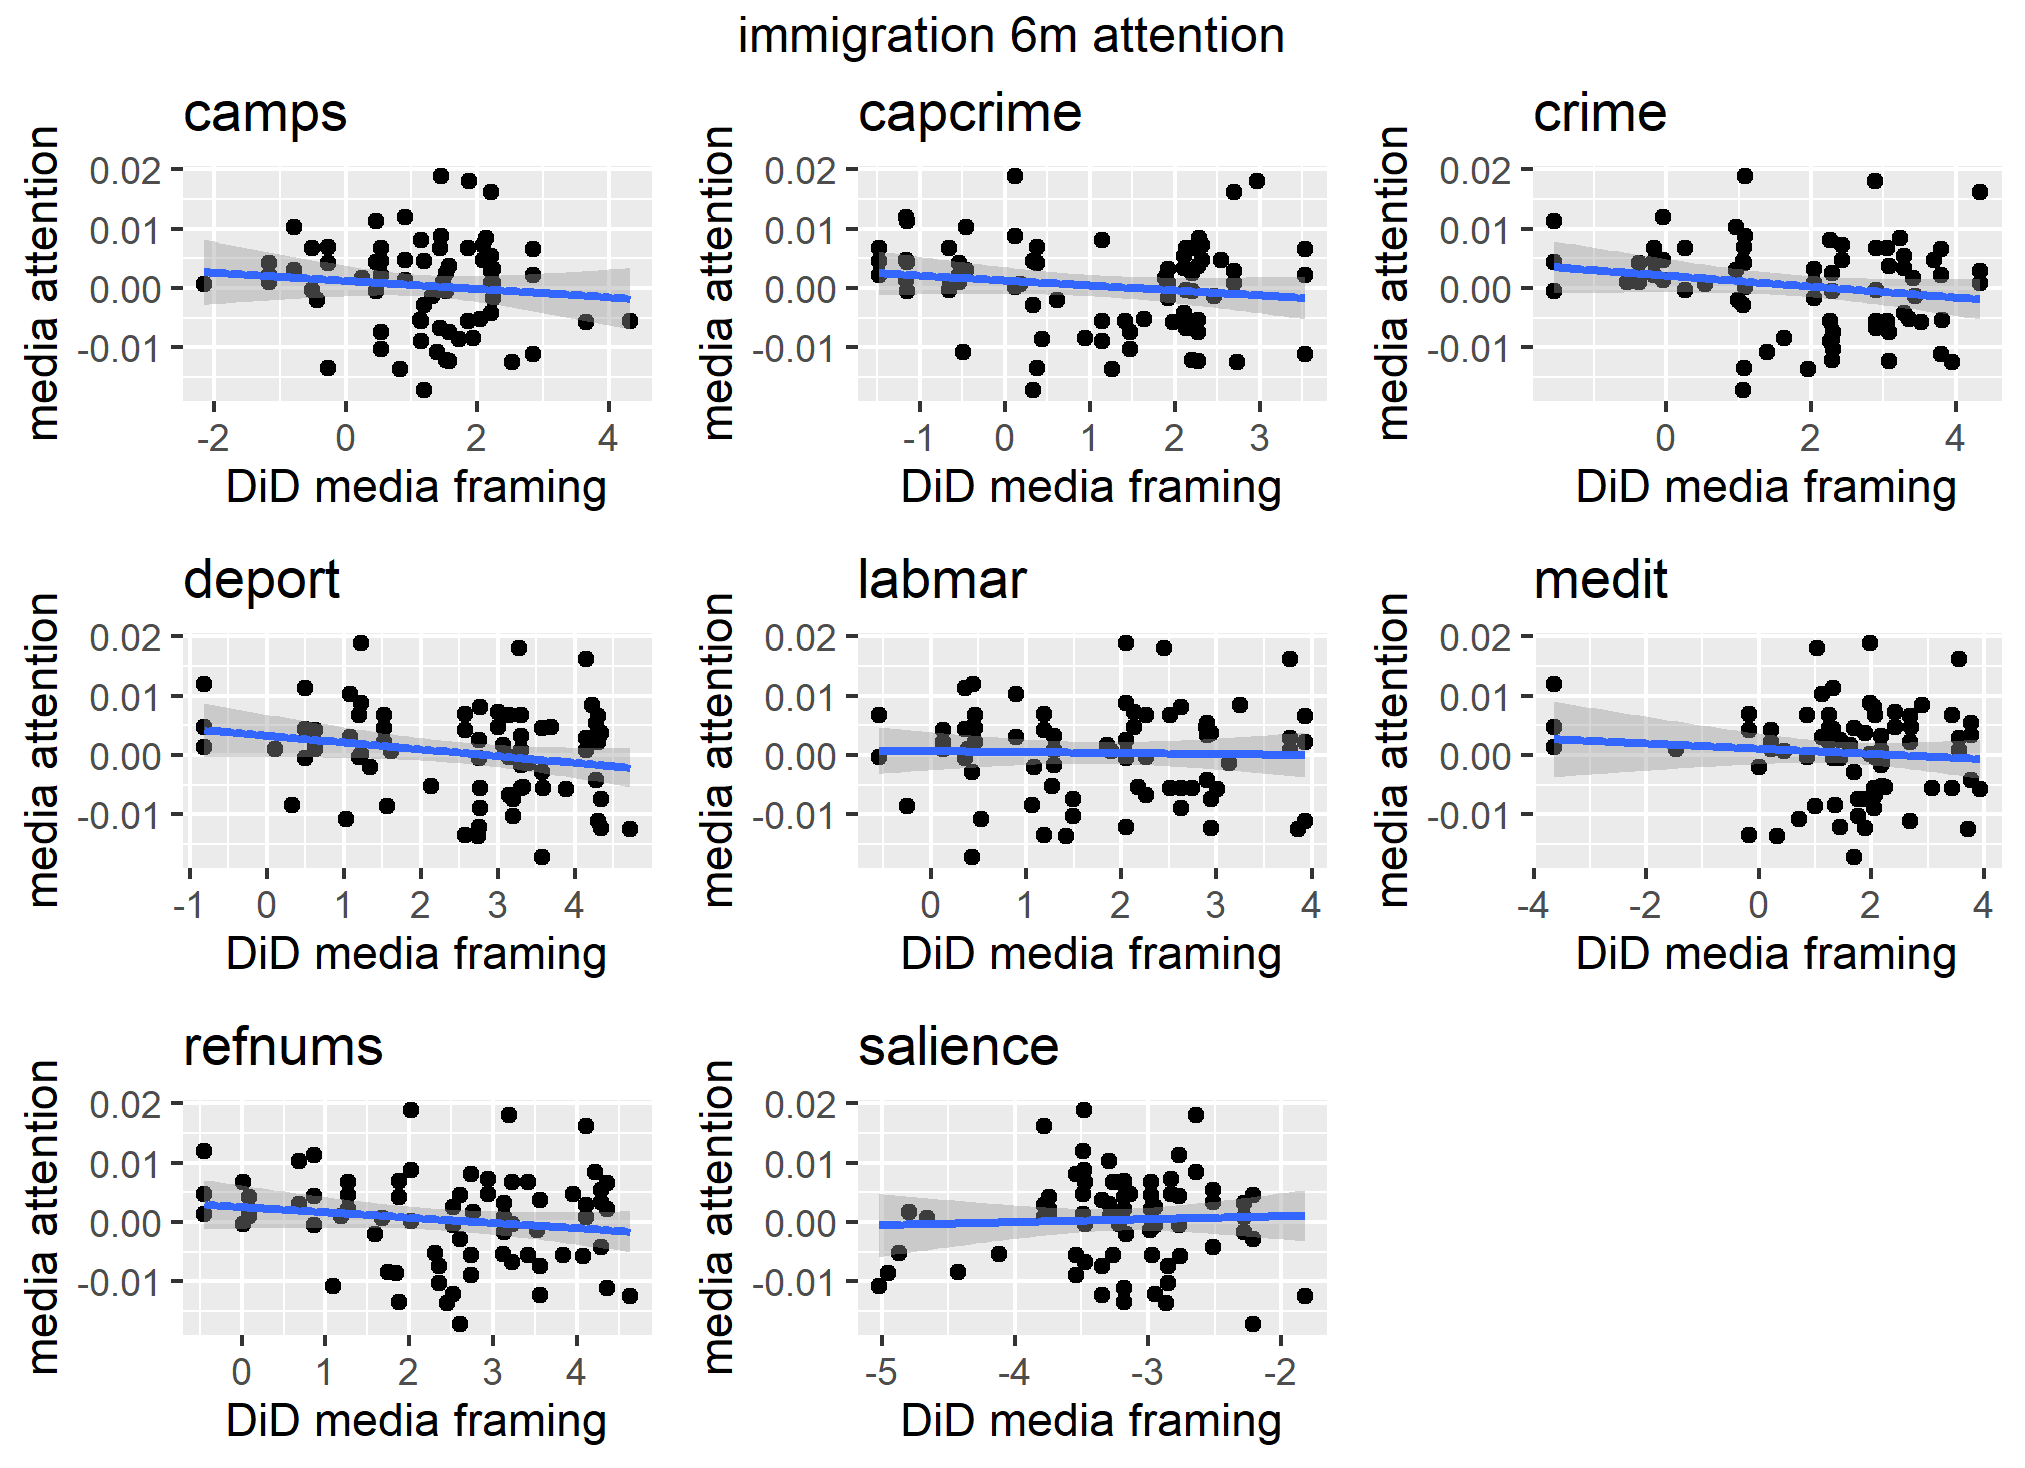 immigration 6m attention
camps
capcrime
crime
media attention
0.02
0.01
0.00
-0.01
-2 0 2 4
DiD media framing
media attention
0.02
0.01
0.00
-0.01
-1 0 1 2 3
DiD media framing
media attention
0.02
0.01
0.00
-0.01
0 2 4
DiD media framing
deport
labmar
medit
media attention
0.02
0.01
0.00
-0.01
-1 0 1 2 3 4
DiD media framing
media attention
0.02
0.01
0.00
-0.01
0 1 2 3 4
DiD media framing
media attention
0.02
0.01
0.00
-0.01
-4 -2 0 2 4
DiD media framing
refnums
salience
media attention
0.02
0.01
0.00
-0.01
0 1 2 3 4
DiD media framing
media attention
0.02
0.01
0.00
-0.01
-5 -4 -3 -2
DiD media framing